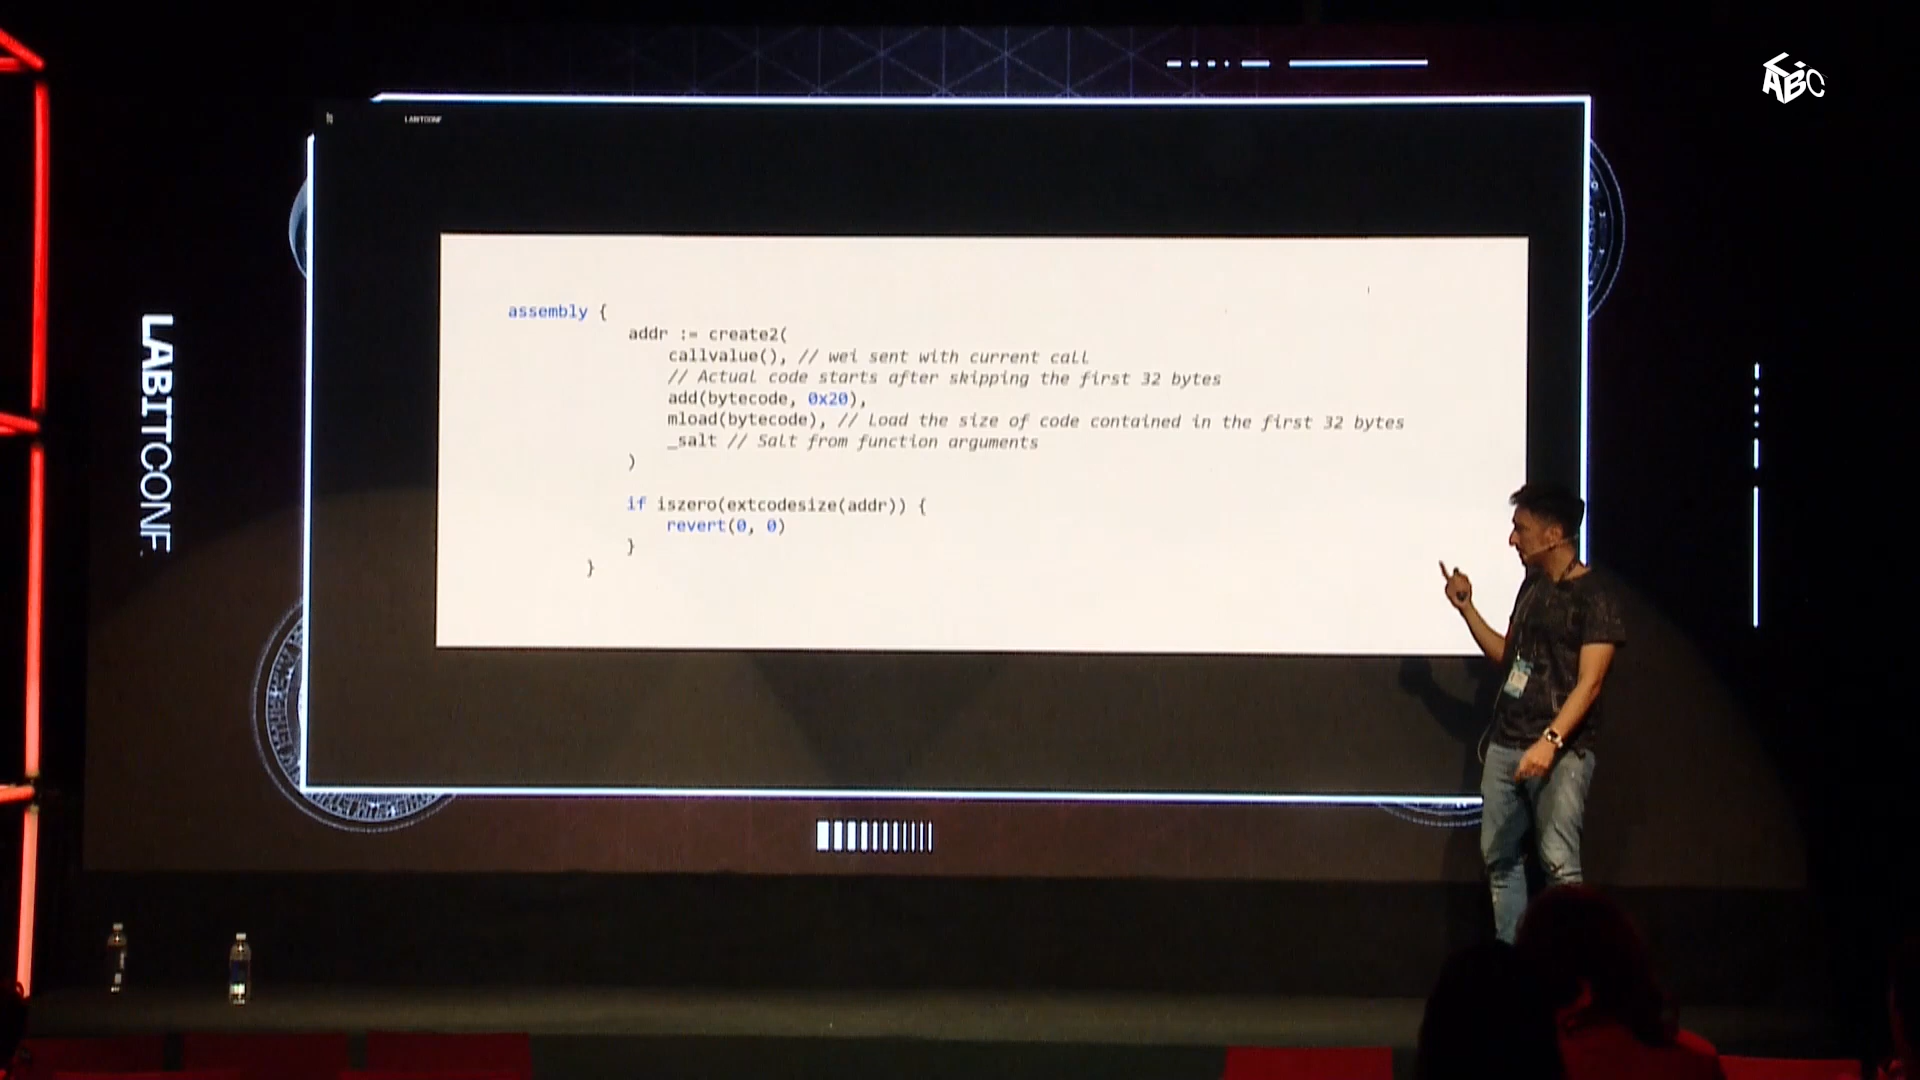 ABC
LABITCONF
LABITCONF
assembly {
addr := create2(
callvalue(), // wei sent with current call
// Actual code starts after skipping the first 32 bytes
add(bytecode, 0x20),
mload(bytecode), // Load the size of code contained in the first 32 bytes
_salt // Salt from function arguments
)
if iszero(extcodesize(addr)) {
revert(0, 0)
}
}